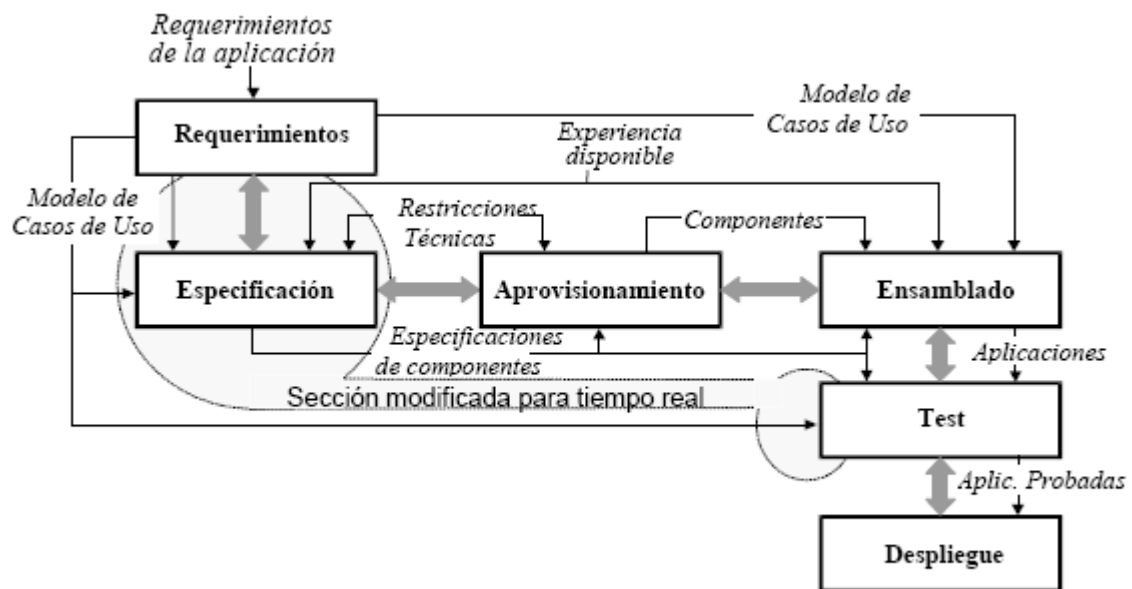 Requerimientos
de la aplicación
Requerimientos
Modelo de
Casos de Uso
Experiencia
disponible
Modelo de
Casos de Uso
Restricciones
Técnicas
Componentes
Especificación
Aprovisionamiento
Ensamblado
Especificaciones
de componentes
Aplicaciones
Sección modificada para tiempo real
Test
Aplic. Probadas
Despliegue